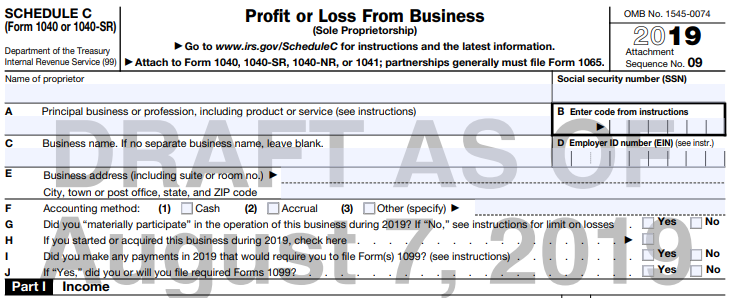 SCHEDULE C
(Form 1040 or 1040-SR)
Department of the Treasury
Internal Revenue Service (99)
Profit or Loss From Business
(Sole Proprietorship)
▶ Go to www.irs.gov/ScheduleC for instructions and the latest information.
▶ Attach to Form 1040, 1040-SR, 1040-NR, or 1041; partnerships generally must file Form 1065.
OMB No. 1545-0074
2019
Attachment
Sequence No. 09
Name of proprietor
Social security number (SSN)
A Principal business or profession, including product or service (see instructions)
B Enter code from instructions
▶
DRAFT AS OF
C Business name. If no separate business name, leave blank.
D Employer ID number (EIN) (see instr.)
E Business address (including suite or room no.) ▶
City, town or post office, state, and ZIP code
F Accounting method: (1) Cash (2) Accrual (3) Other (specify) ▶
G Did you "materially participate" in the operation of this business during 2019? If "No," see instructions for limit on losses . Yes No
H If you started or acquired this business during 2019, check here . . . . . . . . . . . . . . . . . ▶
August 7, 2019
I Did you make any payments in 2019 that would require you to file Form(s) 1099? (see instructions) . . . . . . . . Yes No
J If "Yes," did you or will you file required Forms 1099? . . . . . . . . . . . . . . . . . . . . . Yes No
Part I Income